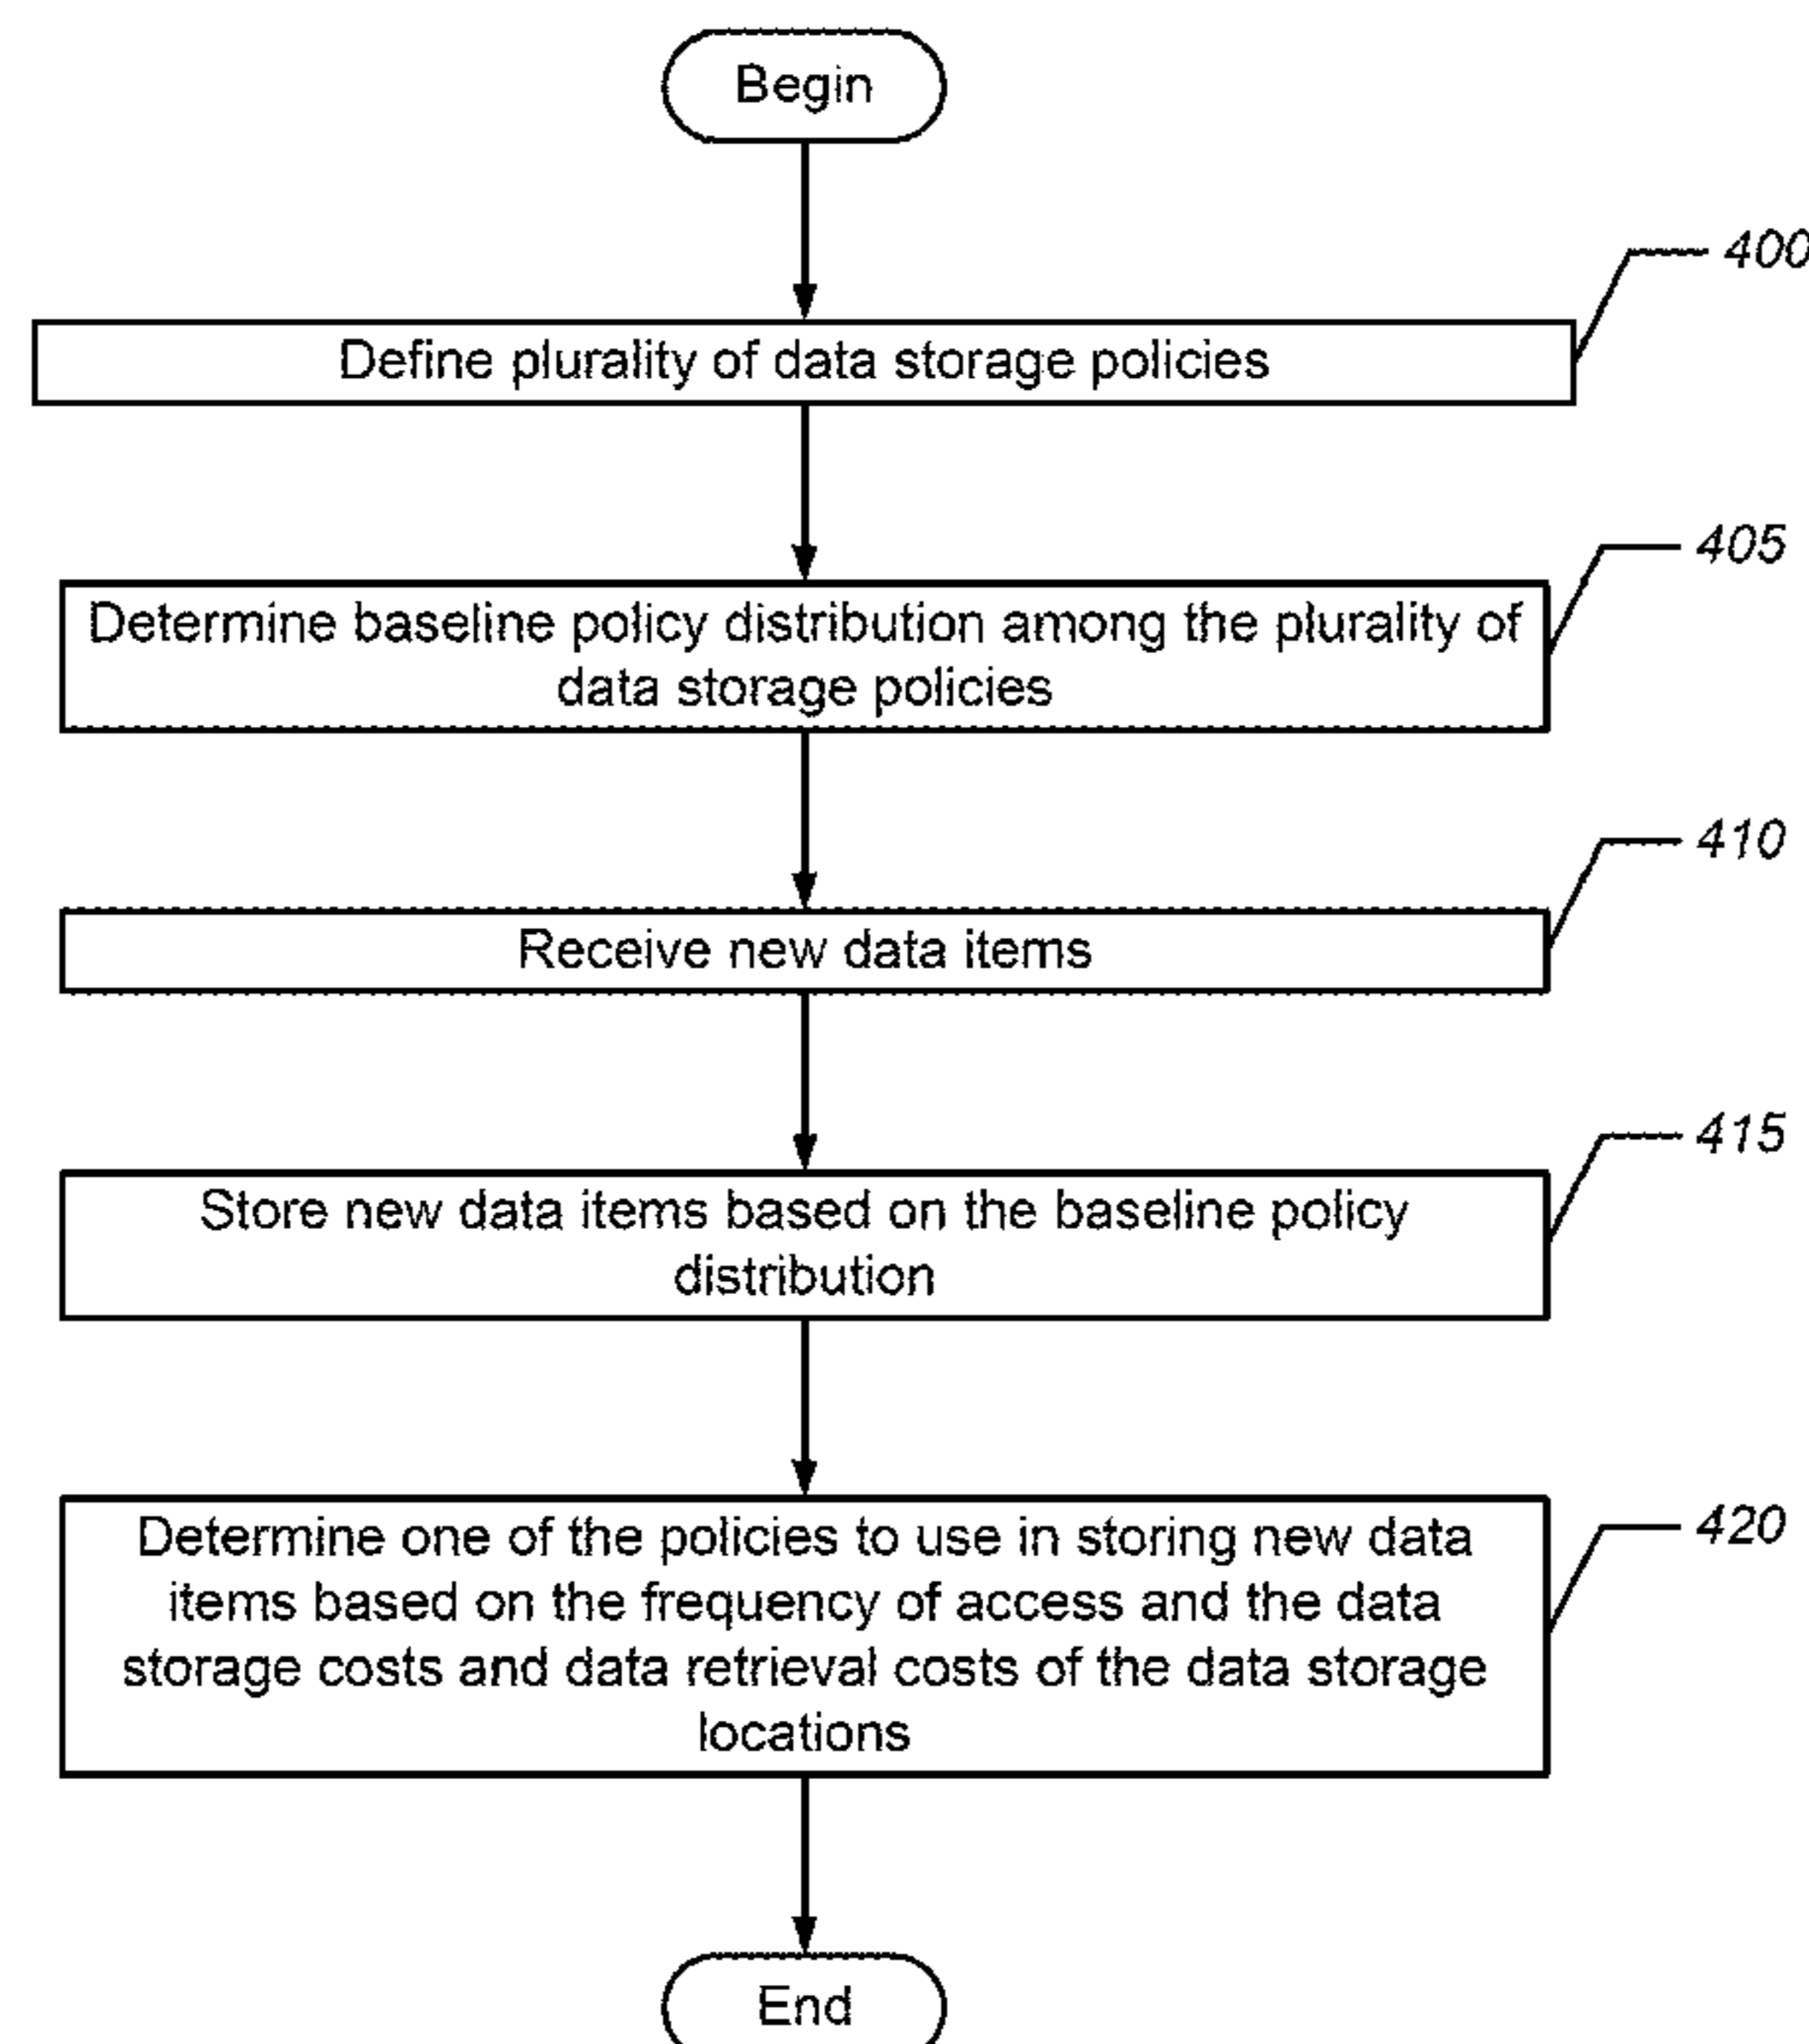 Begin
400
Define plurality of data storage policies
405
Determine baseline policy distribution among the plurality of
data storage policies
410
Receive new data items
415
Store new data items based on the baseline policy
distribution
420
Determine one of the policies to use in storing new data
items based on the frequency of access and the data
storage costs and data retrieval costs of the data storage
locations
End